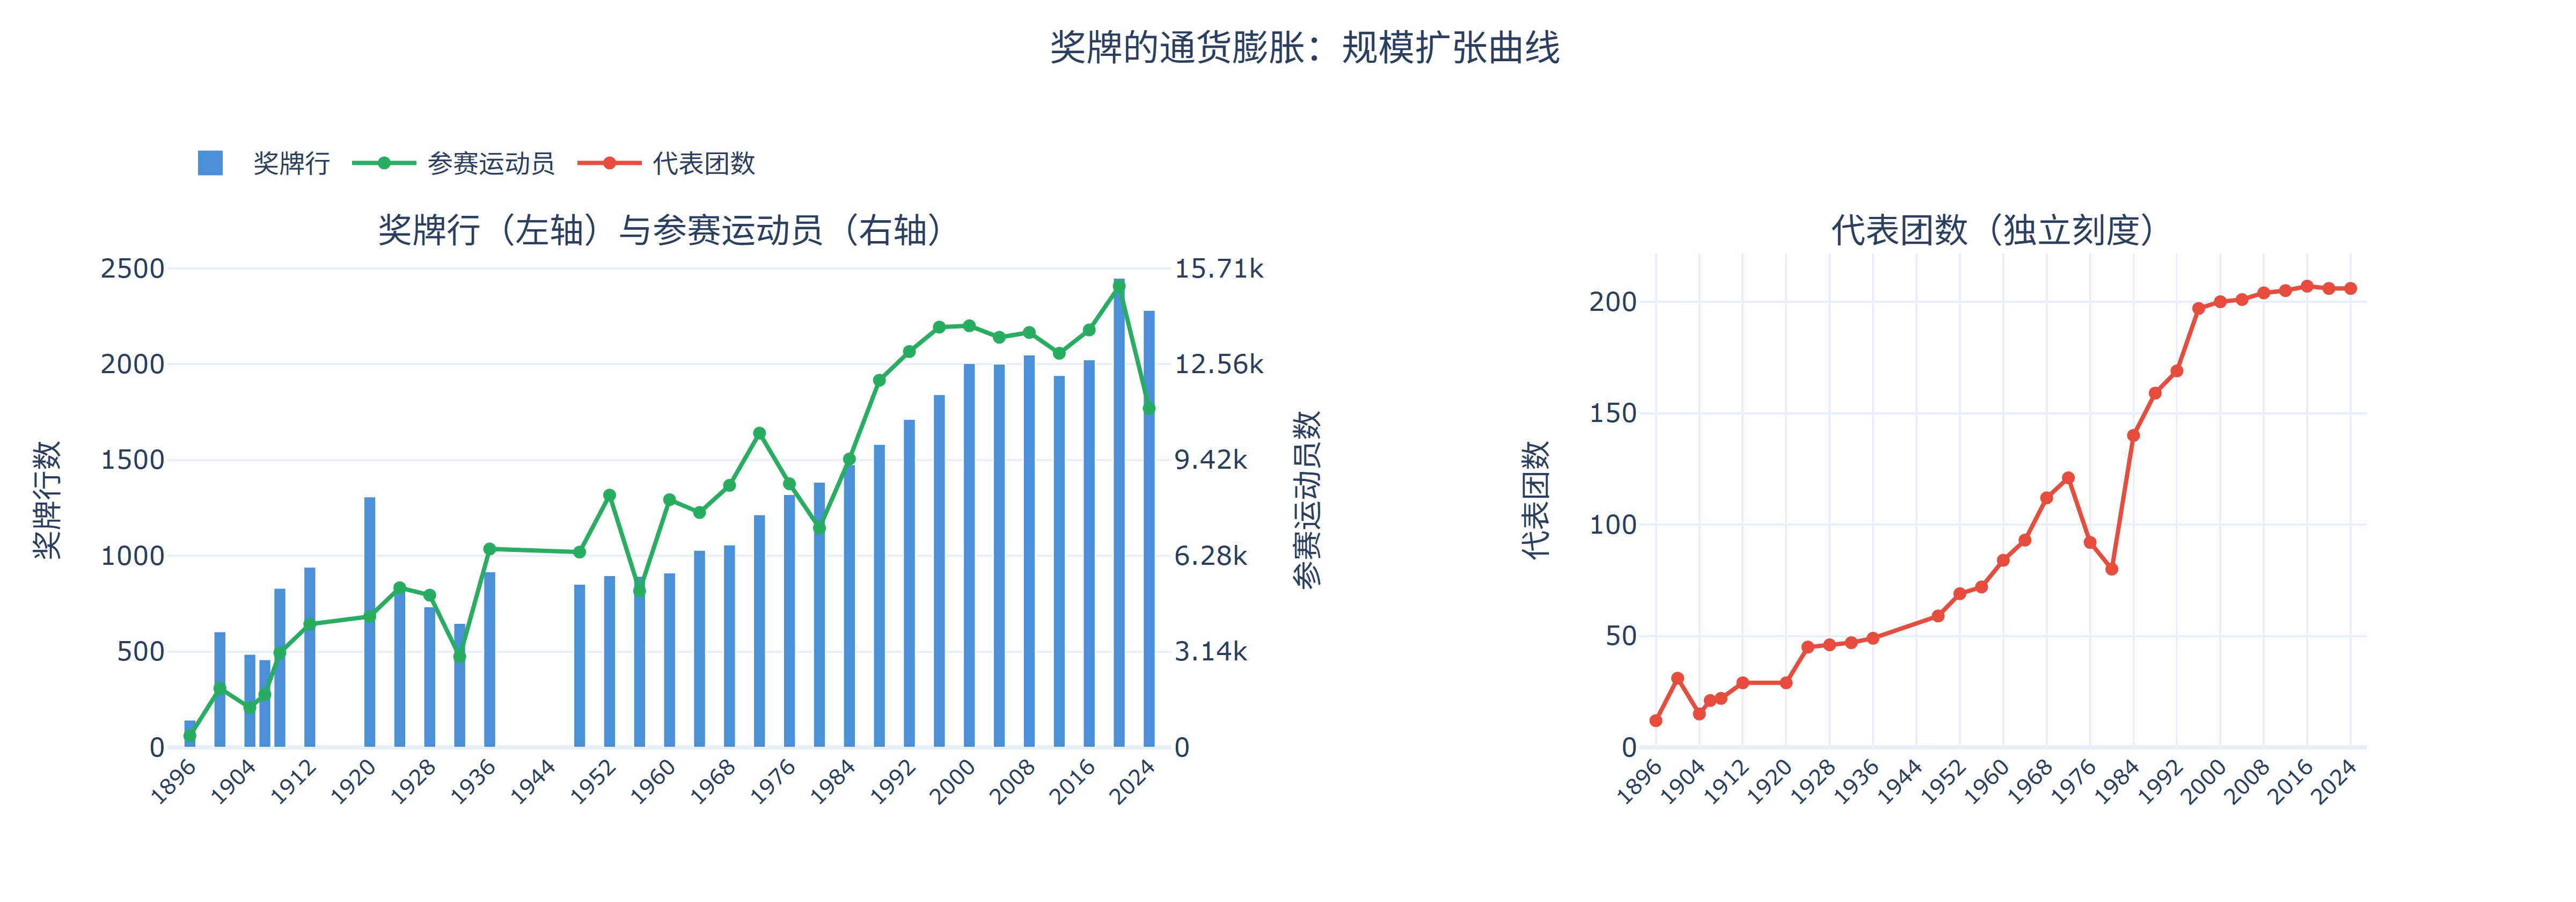 奖牌的通货膨胀：规模扩张曲线
奖牌行 参赛运动员 代表团数
奖牌行（左轴）与参赛运动员（右轴）
2500
2000
1500
1000
500
0
奖牌行数
15.71k
12.56k
9.42k
6.28k
3.14k
0
参赛运动员数
1896 1904 1912 1920 1928 1936 1944 1952 1960 1968 1976 1984 1992 2000 2008 2016 2024
代表团数（独立刻度）
200
150
100
50
0
代表团数
1896 1904 1912 1920 1928 1936 1944 1952 1960 1968 1976 1984 1992 2000 2008 2016 2024